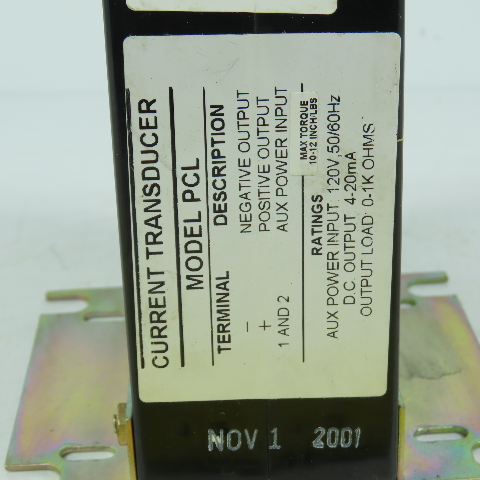 CURRENT TRANSDUCER
MODEL PCL
TERMINAL DESCRIPTION
- NEGATIVE OUTPUT
+ POSITIVE OUTPUT
1 AND 2 AUX POWER INPUT
MAX TORQUE
10-12 INCH/LBS
RATINGS
AUX POWER INPUT 120V,50/60Hz
D.C. OUTPUT 4-20mA
OUTPUT LOAD 0-1K OHMS
NOV 1 2001